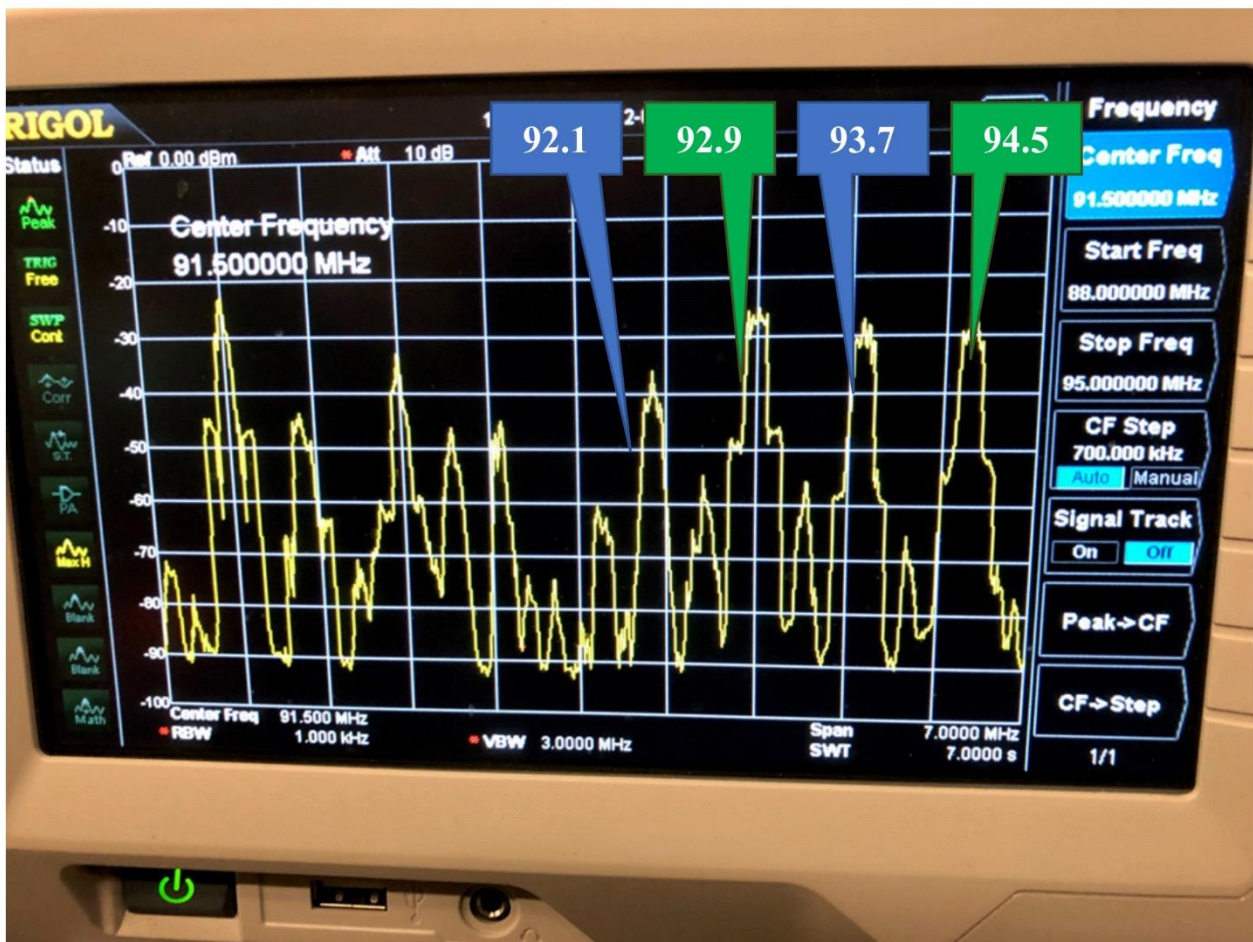 RIGOL
92.1
92.9
93.7
94.5
Frequency
Status
Ref 0.00 dBm
* Att 10 dB
Center Freq
91.500000 MHz
Peak
Center Frequency
91.500000 MHz
0
-10
-20
-30
-40
-50
-60
-70
-80
-90
-100
TRIG
Free
SWP
Cont
Corr
S.T.
PA
Max H
Blank
Blank
Math
Start Freq
88.000000 MHz
Stop Freq
95.000000 MHz
CF Step
700.000 kHz
Auto Manual
Signal Track
On Off
Peak->CF
CF->Step
1/1
Center Freq 91.500 MHz
* RBW 1.000 kHz
* VBW 3.0000 MHz
Span 7.0000 MHz
SWT 7.0000 s